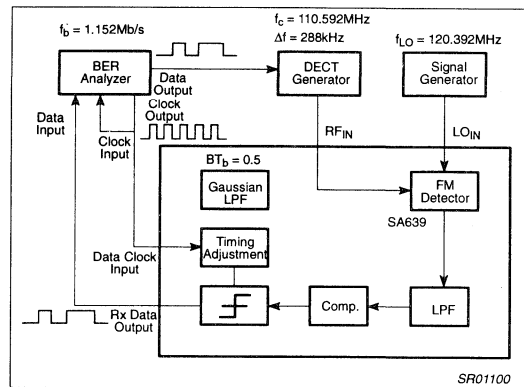 f_b = 1.152Mb/s
f_c = 110.592MHz
Δf = 288kHz
f_LO = 120.392MHz
BER
Analyzer
Data
Output
DECT
Generator
Signal
Generator
Data
Input
Clock
Output
Clock
Input
RF_IN
LO_IN
BT_b = 0.5
Gaussian
LPF
FM
Detector
SA639
Data Clock
Input
Timing
Adjustment
Rx Data
Output
Comp.
LPF
SR01100